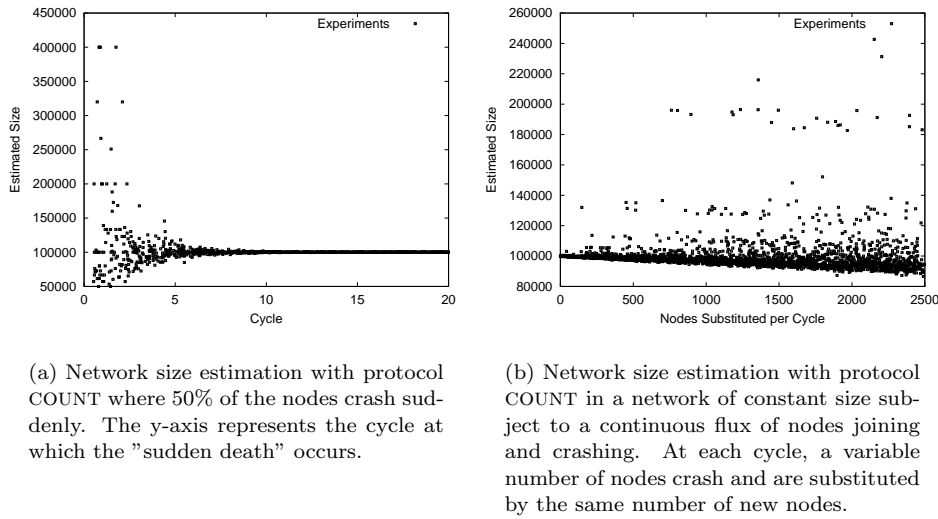 450000
400000
350000
300000
250000
200000
150000
100000
50000
0
5
10
15
20
Estimated Size
Cycle
Experiments
260000
240000
220000
200000
180000
160000
140000
120000
100000
80000
0
500
1000
1500
2000
2500
Estimated Size
Nodes Substituted per Cycle
Experiments
(a) Network size estimation with protocol
COUNT where 50% of the nodes crash sud-
denly. The y-axis represents the cycle at
which the ”sudden death” occurs.
(b) Network size estimation with protocol
COUNT in a network of constant size sub-
ject to a continuous flux of nodes joining
and crashing. At each cycle, a variable
number of nodes crash and are substituted
by the same number of new nodes.